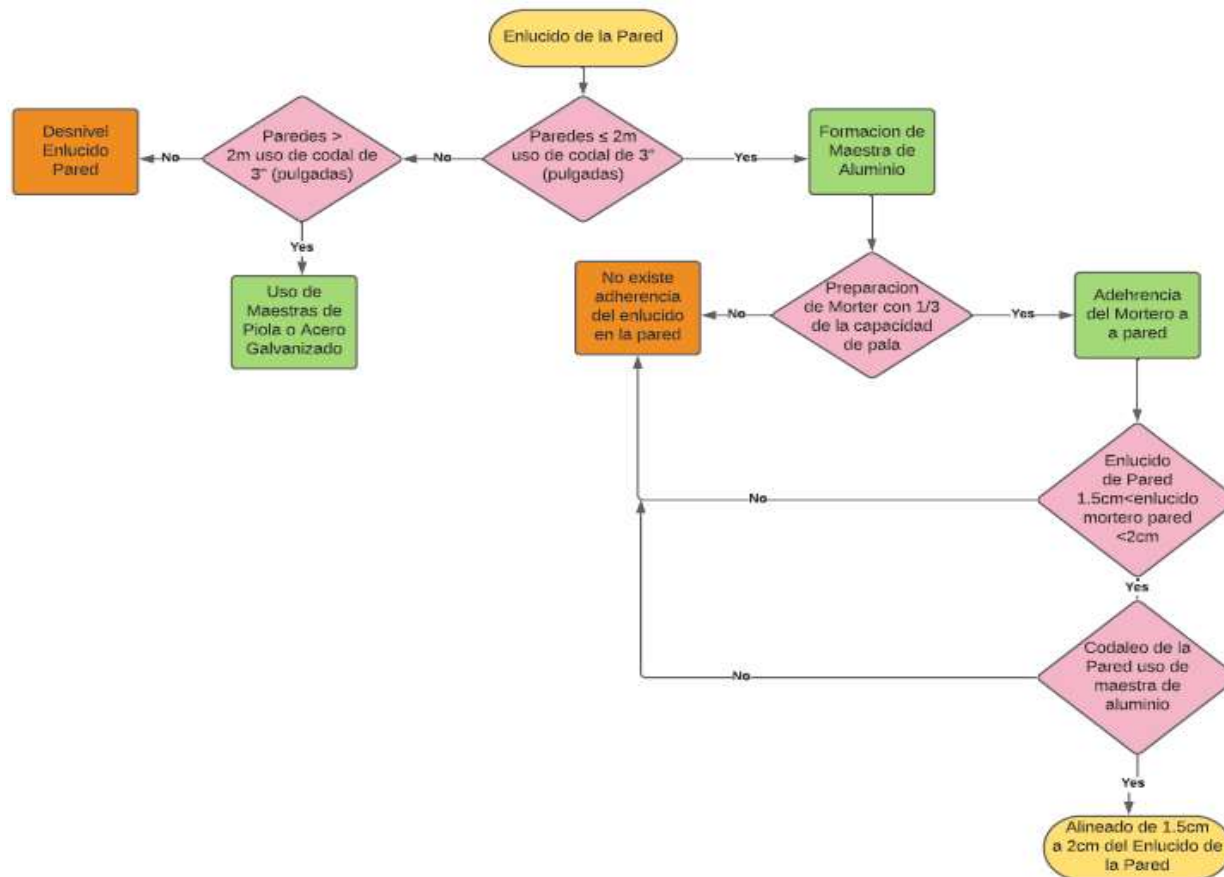 Enlucido de la Pared
Desnivel
Enlucido
Pared
No
Paredes >
2m uso de codal de
3" (pulgadas)
No
Paredes ≤ 2m
uso de codal de 3"
(pulgadas)
Yes
Formacion de
Maestra de
Aluminio
Yes
Uso de
Maestras de
Piola o Acero
Galvanizado
No existe
adherencia
del enlucido
en la pared
No
Preparacion
de Morter con 1/3
de la capacidad
de pala
Yes
Adehrencia
del Mortero a
a pared
No
Enlucido
de Pared
1.5cm<enlucido
mortero pared
<2cm
Yes
No
Codaleo de la
Pared uso de
maestra de
aluminio
Yes
Alineado de 1.5cm
a 2cm del Enlucido de
la Pared